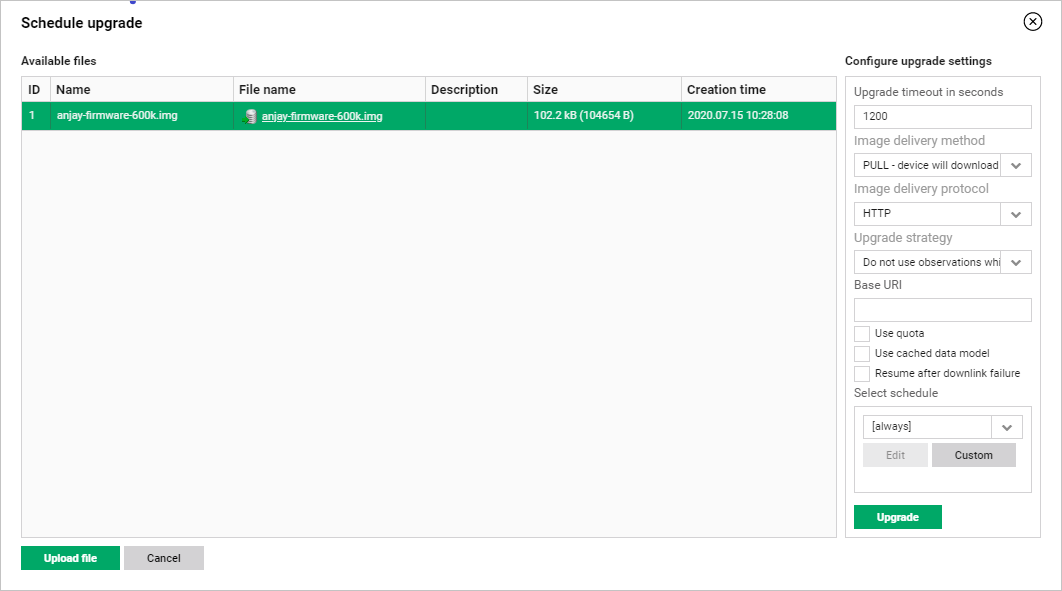 Schedule upgrade
Available files
ID Name File name Description Size Creation time
1 anjay-firmware-600k.img anjay-firmware-600k.img 102.2 kB (104654 B) 2020.07.15 10:28:08
Configure upgrade settings
Upgrade timeout in seconds
1200
Image delivery method
PULL - device will download
Image delivery protocol
HTTP
Upgrade strategy
Do not use observations whi
Base URI
Use quota
Use cached data model
Resume after downlink failure
Select schedule
[always]
Edit Custom
Upgrade
Upload file Cancel